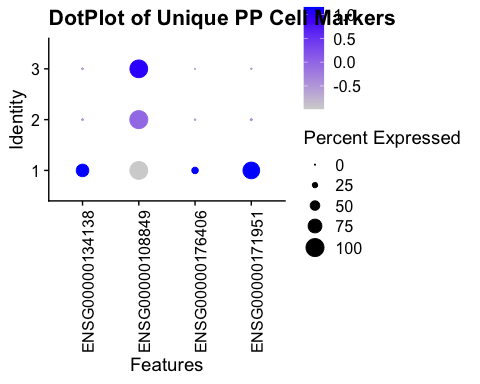 DotPlot of Unique PP Cell Markers
1.0
0.5
0.0
-0.5
3
2
1
Identity
Percent Expressed
0
25
50
75
100
ENSG00000134138
ENSG00000108849
ENSG00000176406
ENSG00000171951
Features